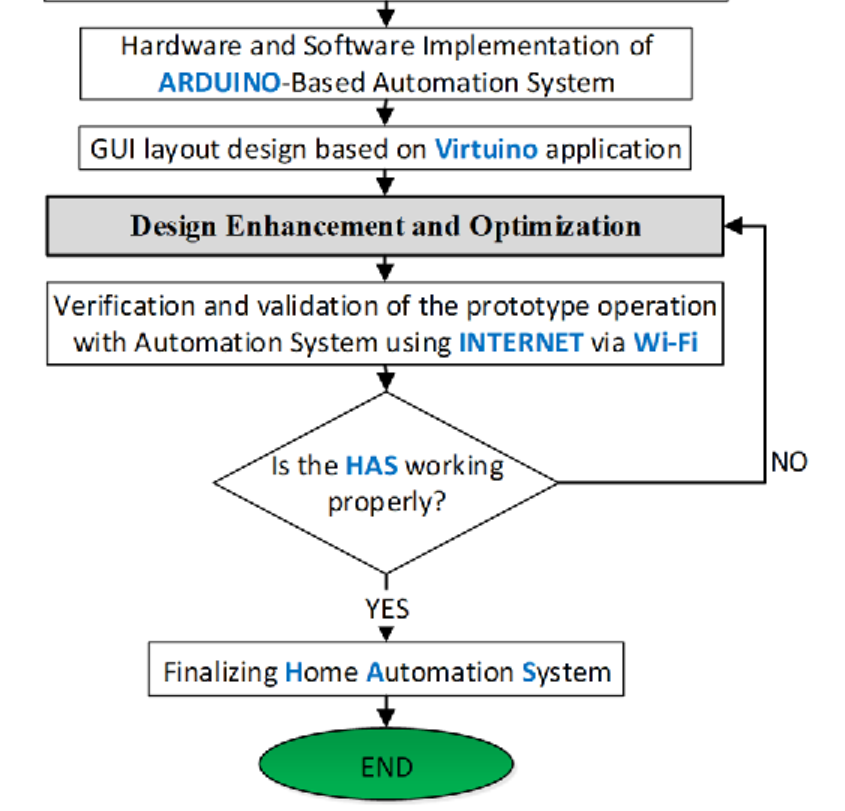 Hardware and Software Implementation of
ARDUINO-Based Automation System
GUI layout design based on Virtuino application
Design Enhancement and Optimization
Verification and validation of the prototype operation
with Automation System using INTERNET via Wi-Fi
Is the HAS working
properly?
NO
YES
Finalizing Home Automation System
END